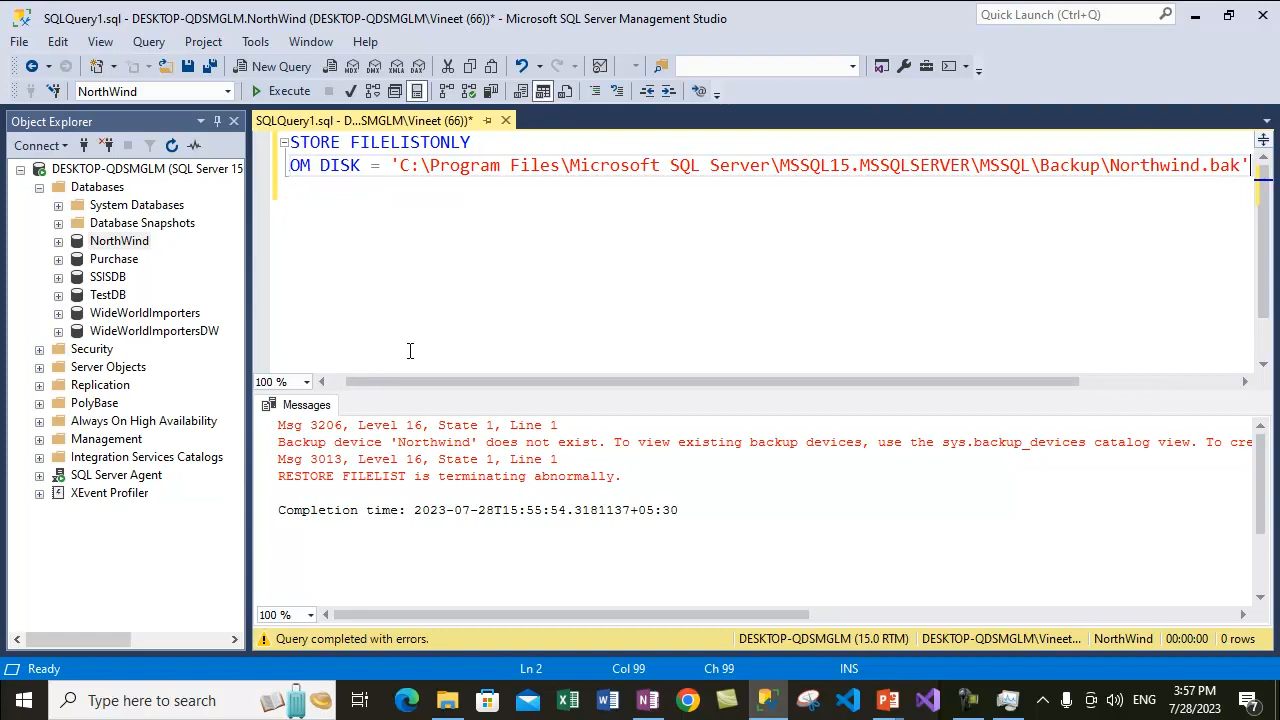 SQLQuery1.sql - DESKTOP-QDSMGLM.NorthWind (DESKTOP-QDSMGLM\Vineet (66))* - Microsoft SQL Server Management Studio
Quick Launch (Ctrl+Q)
File Edit View Query Project Tools Window Help
New Query
MDX DMX XMLA DAX
NorthWind
Execute
Object Explorer
SQLQuery1.sql - D...SMGLM\Vineet (66))*
Connect
DESKTOP-QDSMGLM (SQL Server 15
Databases
System Databases
Database Snapshots
NorthWind
Purchase
SSISDB
TestDB
WideWorldImporters
WideWorldImportersDW
Security
Server Objects
Replication
PolyBase
Always On High Availability
Management
Integration Services Catalogs
SQL Server Agent
XEvent Profiler
STORE FILELISTONLY
OM DISK = 'C:\Program Files\Microsoft SQL Server\MSSQL15.MSSQLSERVER\MSSQL\Backup\Northwind.bak'
100 %
Messages
Msg 3206, Level 16, State 1, Line 1
Backup device 'Northwind' does not exist. To view existing backup devices, use the sys.backup_devices catalog view. To cre
Msg 3013, Level 16, State 1, Line 1
RESTORE FILELIST is terminating abnormally.
Completion time: 2023-07-28T15:55:54.3181137+05:30
100 %
Query completed with errors.
DESKTOP-QDSMGLM (15.0 RTM)
DESKTOP-QDSMGLM\Vineet...
NorthWind
00:00:00
0 rows
Ready
Ln 2
Col 99
Ch 99
INS
Type here to search
ENG
3:57 PM
7/28/2023
7